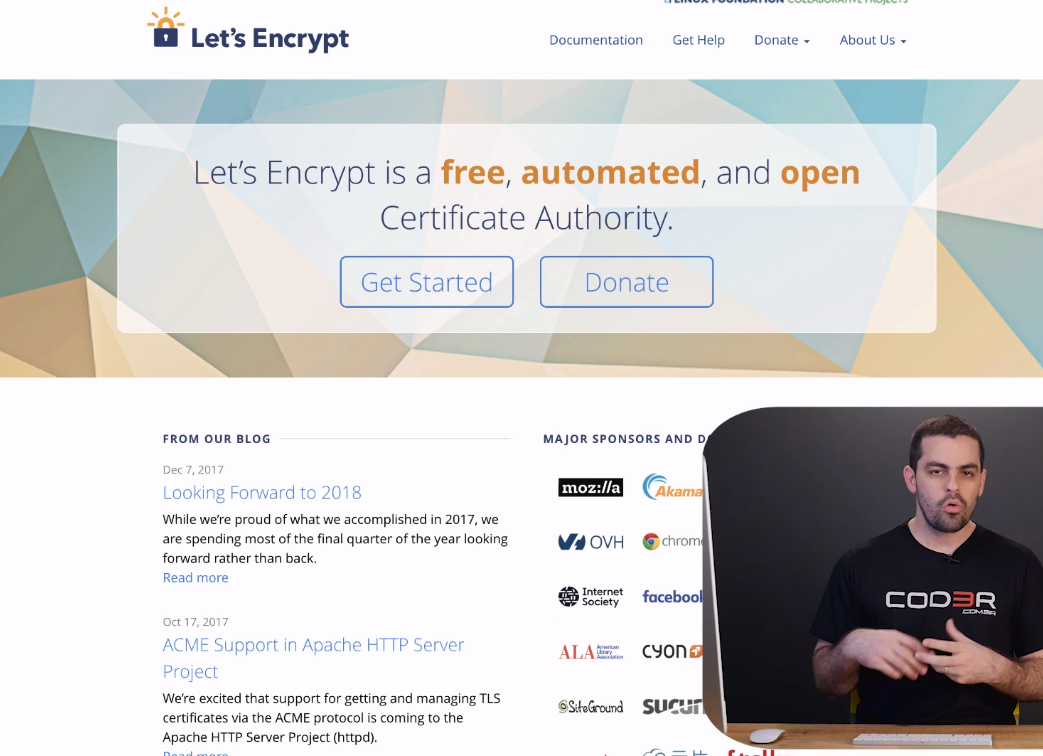 LINUX FOUNDATION COLLABORATIVE PROJECTS
Let's Encrypt
Documentation Get Help Donate About Us
Let's Encrypt is a free, automated, and open
Certificate Authority.
Get Started Donate
FROM OUR BLOG
Dec 7, 2017
Looking Forward to 2018
While we're proud of what we accomplished in 2017, we
are spending most of the final quarter of the year looking
forward rather than back.
Read more
Oct 17, 2017
ACME Support in Apache HTTP Server
Project
We're excited that support for getting and managing TLS
certificates via the ACME protocol is coming to the
Apache HTTP Server Project (httpd).
Read more
MAJOR SPONSORS AND D
moz://a Akama
OVH chrome
Internet
Society
facebook
ALA American
Library
Association
cyon
SiteGround SUCURI
COD3R
.COM.BR